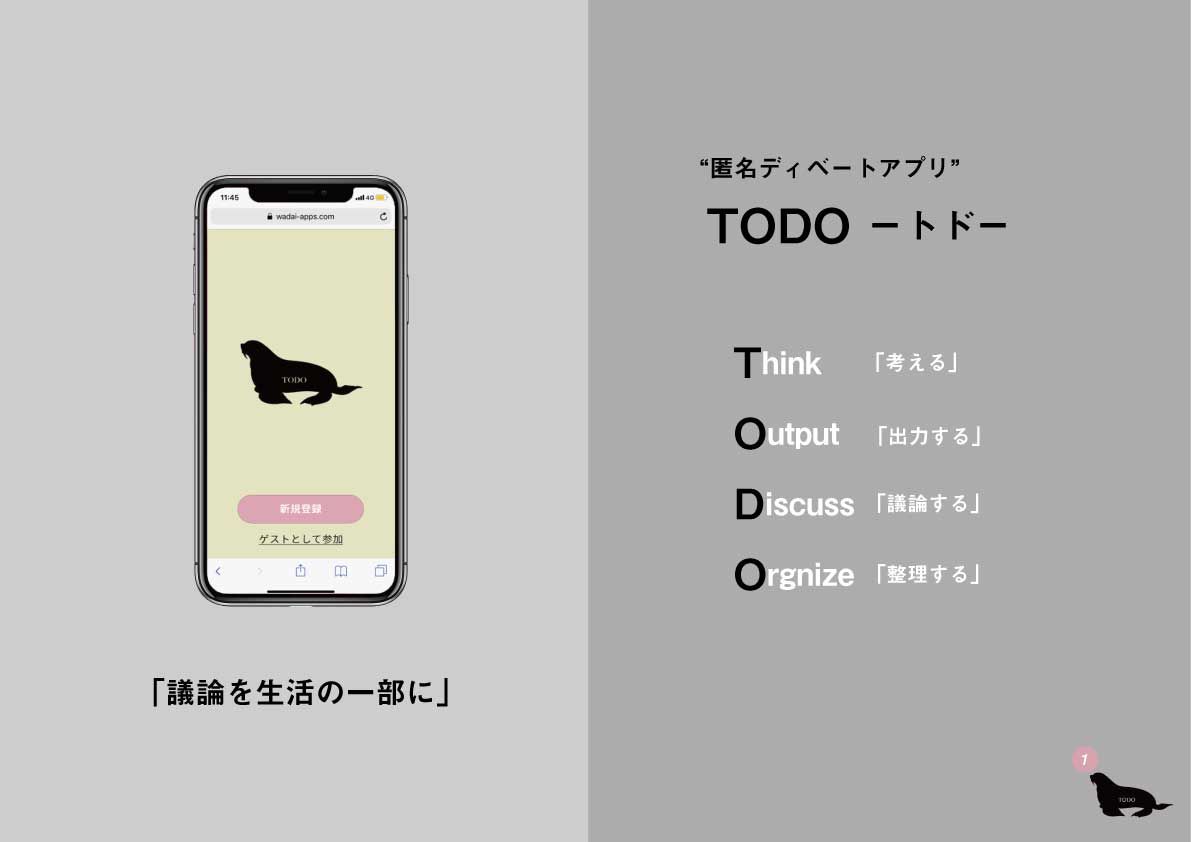 11:45 4G
wadai-apps.com
TODO
新規登録
ゲストとして参加
「議論を生活の一部に」
“匿名ディベートアプリ”
TODO ートドー
Think 「考える」
Output 「出力する」
Discuss 「議論する」
Orgnize 「整理する」
1
TODO